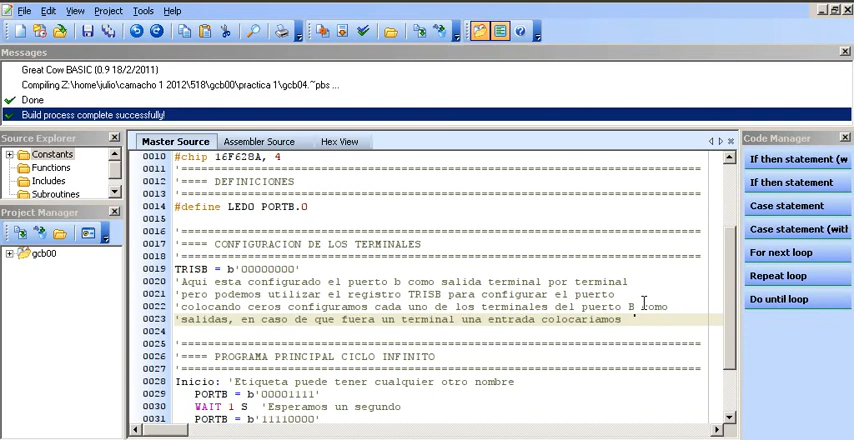 File Edit View Project Tools Help
Messages
Great Cow BASIC (0.9 18/2/2011)
Compiling Z:\home\julio\camacho 1 2012\518\gcb00\practica 1\gcb04.~pbs ...
Done
Build process complete successfully!
Source Explorer
Constants
Functions
Includes
Subroutines
Project Manager
gcb00
Master Source Assembler Source Hex View
0010 #chip 16F628A, 4
0011 '==============================================================
0012 '==== DEFINICIONES
0013 '==============================================================
0014 #define LED0 PORTB.0
0015
0016 '==============================================================
0017 '==== CONFIGURACION DE LOS TERMINALES
0018 '==============================================================
0019 TRISB = b'00000000'
0020 'Aqui esta configurado el puerto b como salida terminal por terminal
0021 'pero podemos utilizar el registro TRISB para configurar el puerto
0022 'colocando ceros configuramos cada uno de los terminales del puerto B como
0023 'salidas, en caso de que fuera un terminal una entrada colocariamos '
0024
0025 '==============================================================
0026 '==== PROGRAMA PRINCIPAL CICLO INFINITO
0027 '==============================================================
0028 Inicio: 'Etiqueta puede tener cualquier otro nombre
0029 PORTB = b'00001111'
0030 WAIT 1 S 'Esperamos un segundo
0031 PORTB = b'11110000'
Code Manager
If then statement (w
If then statement
Case statement
Case statement (with
For next loop
Repeat loop
Do until loop